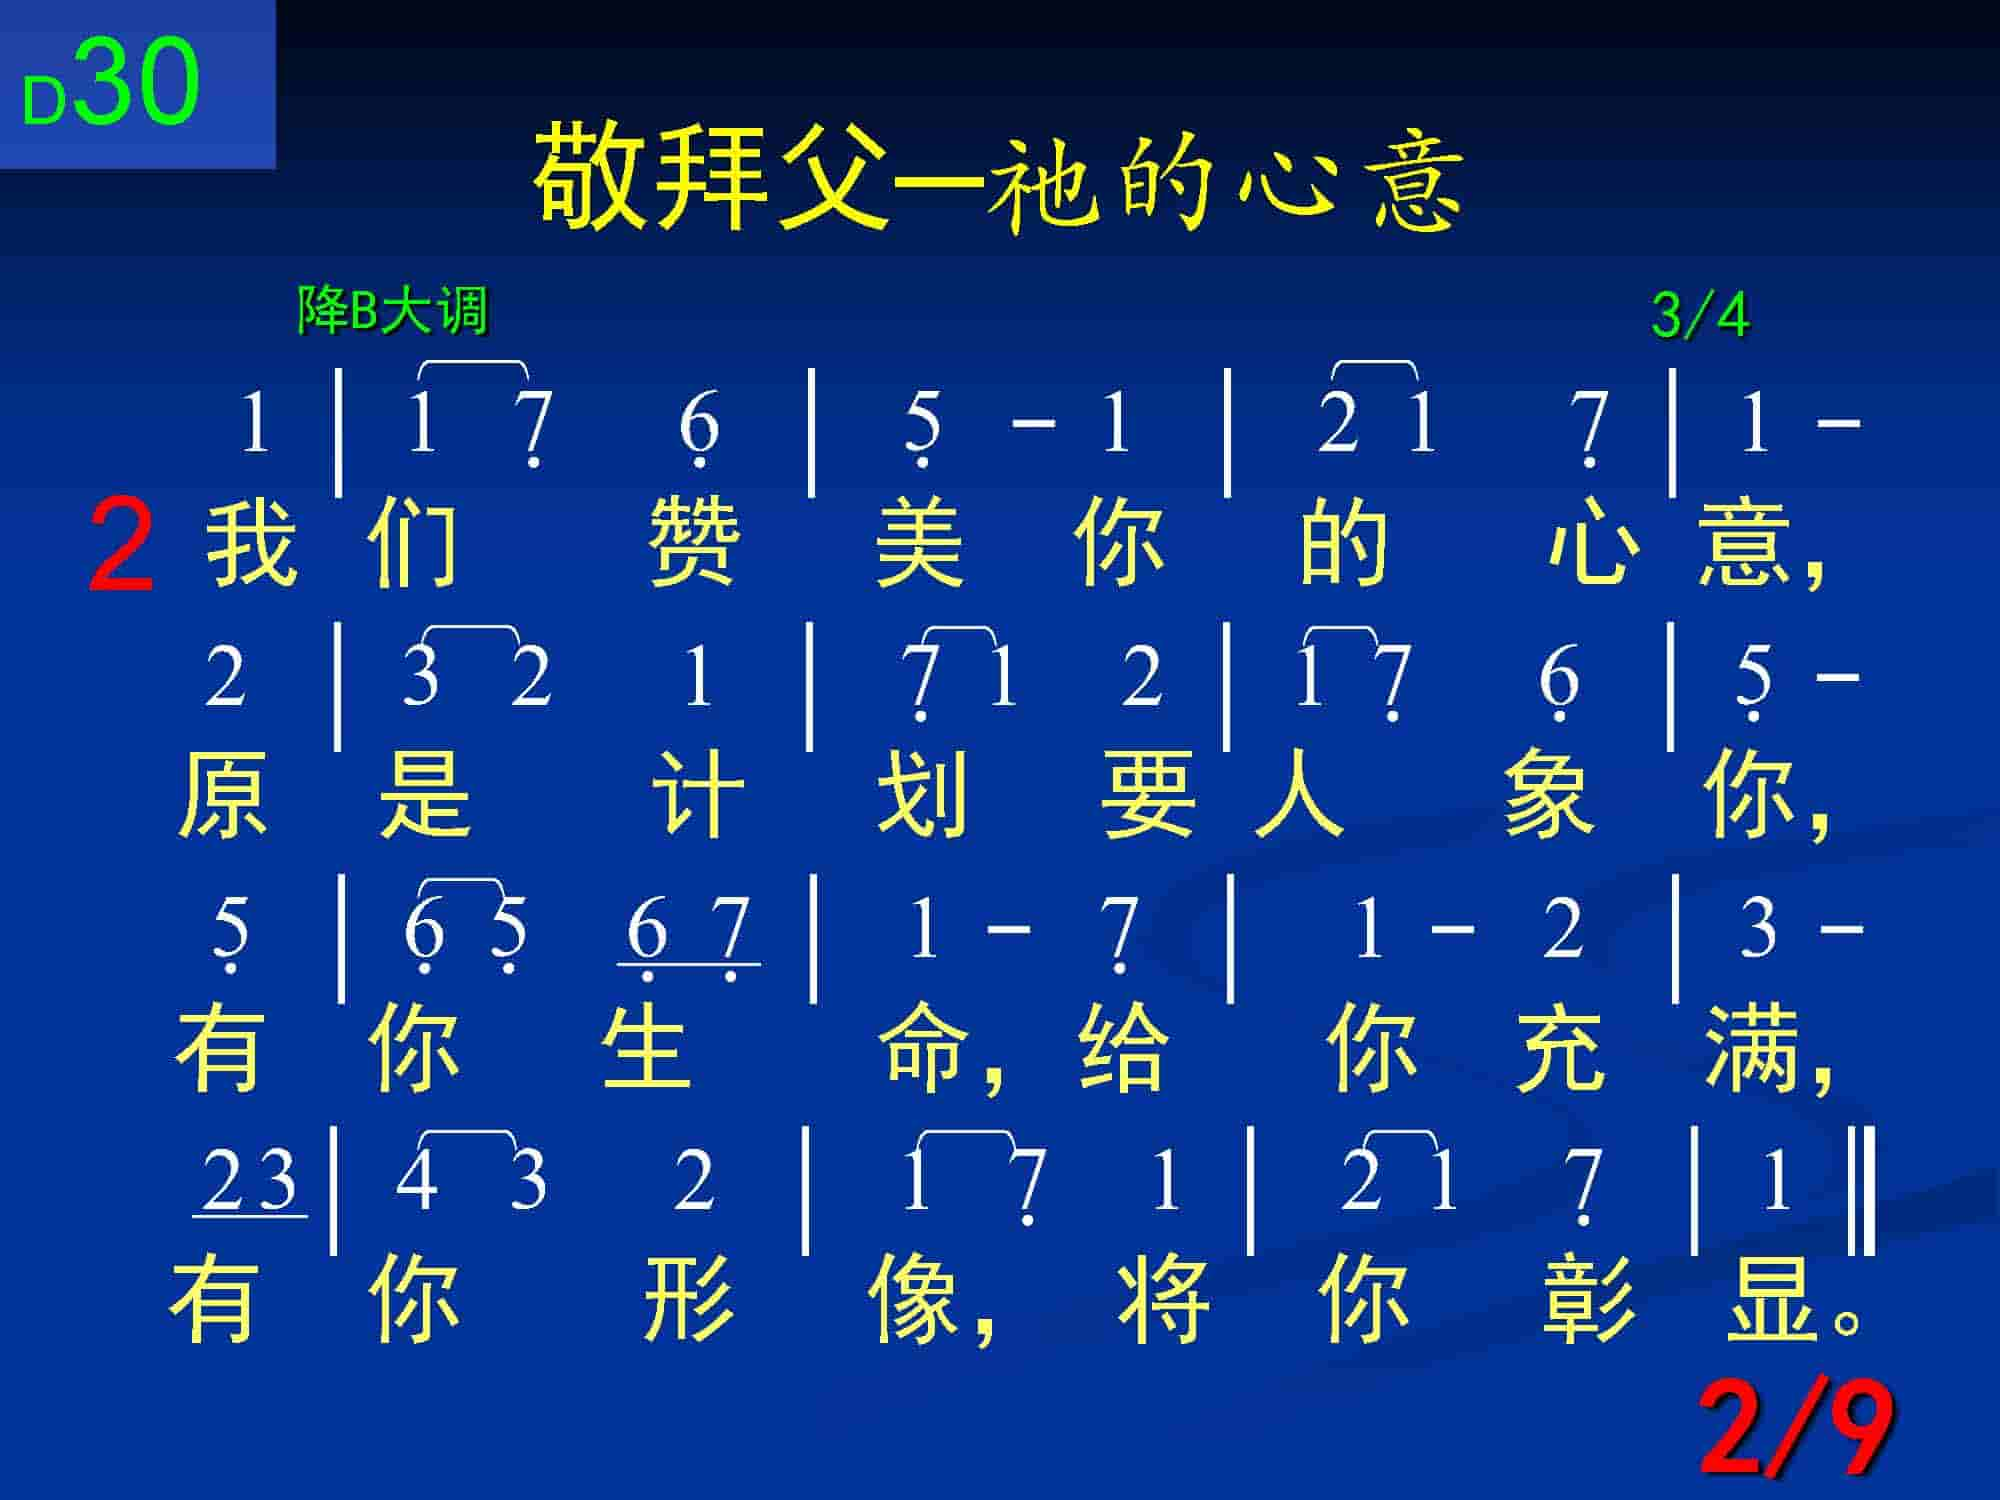 D30
敬拜父—祂的心意
降B大调 3/4
1 | 1 7̣ 6̣ | 5̣ - 1 | 2 1 7̣ | 1 -
2 我们赞美你的心意，
2 | 3 2 1 | 7̣ 1 2 | 1 7̣ 6̣ | 5̣ -
原是计划要人象你，
5̣ | 6̣ 5̣ 6̣ 7̣ | 1 - 7̣ | 1 - 2 | 3 -
有你生命，给你充满，
2 3 | 4 3 2 | 1 7̣ 1 | 2 1 7̣ | 1 ‖
有你形像，将你彰显。
2/9